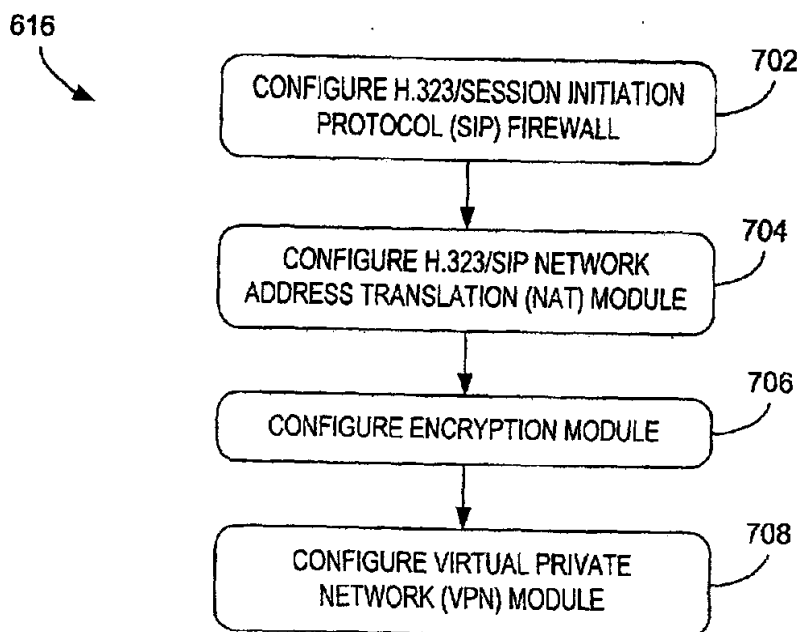 616
CONFIGURE H.323/SESSION INITIATION
PROTOCOL (SIP) FIREWALL
702
CONFIGURE H.323/SIP NETWORK
ADDRESS TRANSLATION (NAT) MODULE
704
CONFIGURE ENCRYPTION MODULE
706
CONFIGURE VIRTUAL PRIVATE
NETWORK (VPN) MODULE
708